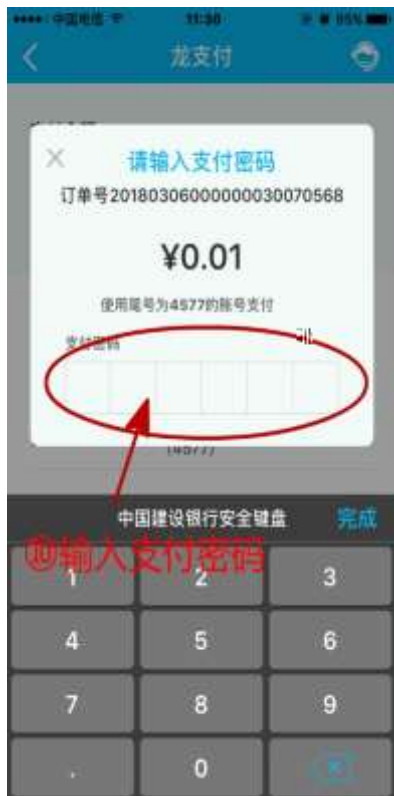 中国电信 11:30 95%
龙支付
请输入支付密码
订单号20180306000000030070568
¥0.01
使用尾号为4577的账号支付
支付密码
(4577)
中国建设银行安全键盘 完成
⑩输入支付密码
1 2 3
4 5 6
7 8 9
. 0